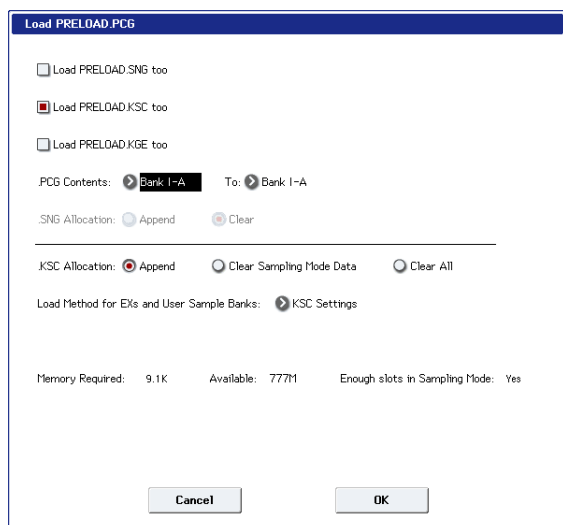 Load PRELOAD.PCG
Load PRELOAD.SNG too
Load PRELOAD.KSC too
Load PRELOAD.KGE too
.PCG Contents: Bank I-A To: Bank I-A
.SNG Allocation: Append Clear
.KSC Allocation: Append Clear Sampling Mode Data Clear All
Load Method for EXs and User Sample Banks: KSC Settings
Memory Required: 9.1K Available: 777M Enough slots in Sampling Mode: Yes
Cancel OK